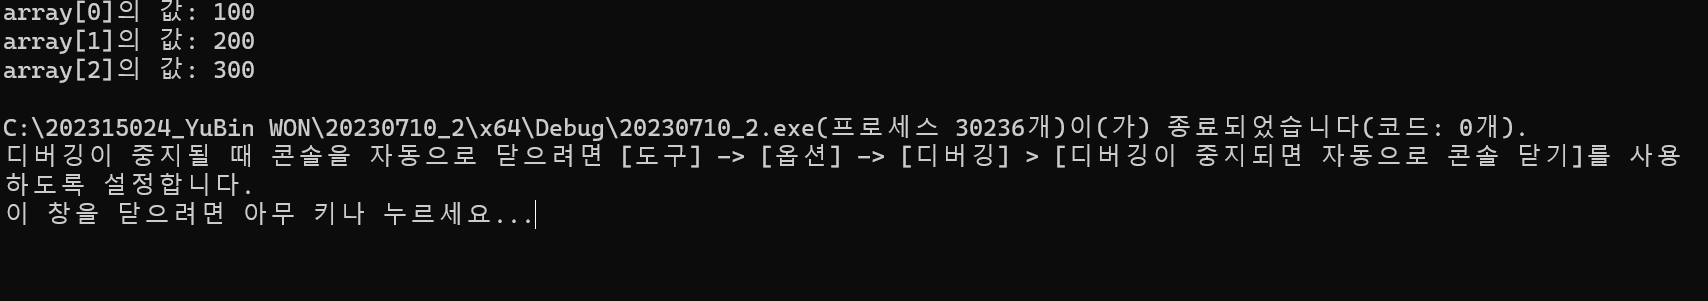 array[0]의 값: 100
array[1]의 값: 200
array[2]의 값: 300
C:\202315024_YuBin WON\20230710_2\x64\Debug\20230710_2.exe(프로세스 30236개)이(가) 종료되었습니다(코드: 0개).
디버깅이 중지될 때 콘솔을 자동으로 닫으려면 [도구] -> [옵션] -> [디버깅] > [디버깅이 중지되면 자동으로 콘솔 닫기]를 사용
하도록 설정합니다.
이 창을 닫으려면 아무 키나 누르세요...